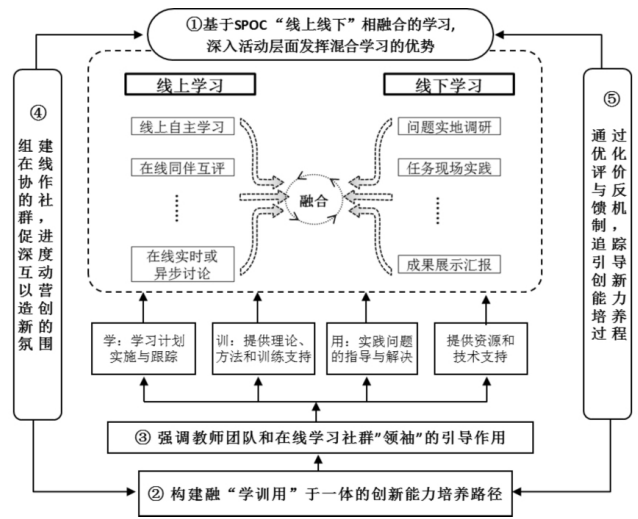 ①基于SPOC“线上线下”相融合的学习,
深入活动层面发挥混合学习的优势
④
组建
在线
协作
的社
群，
促进
深度
互动
以营
造创
新的
氛围
线上学习
线上自主学习
在线同伴互评
在线实时或
异步讨论
融合
线下学习
问题实地调研
任务现场实践
成果展示汇报
⑤
通过
优化
评价
与反
馈机
制，
追踪
引导
创新
能力
培养
过程
学：学习计划
实施与跟踪
训：提供理论、
方法和训练支持
用：实践问题
的指导与解决
提供资源和
技术支持
③ 强调教师团队和在线学习社群”领袖”的引导作用
② 构建融“学训用”于一体的创新能力培养路径